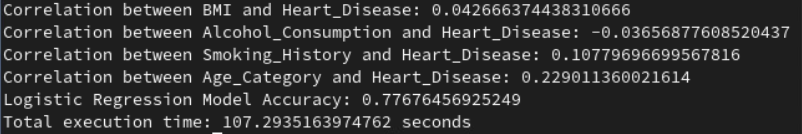 Correlation between BMI and Heart_Disease: 0.042666374438310666
Correlation between Alcohol_Consumption and Heart_Disease: -0.03656877608520437
Correlation between Smoking_History and Heart_Disease: 0.10779696699567816
Correlation between Age_Category and Heart_Disease: 0.229011360021614
Logistic Regression Model Accuracy: 0.77676456925249
Total execution time: 107.2935163974762 seconds